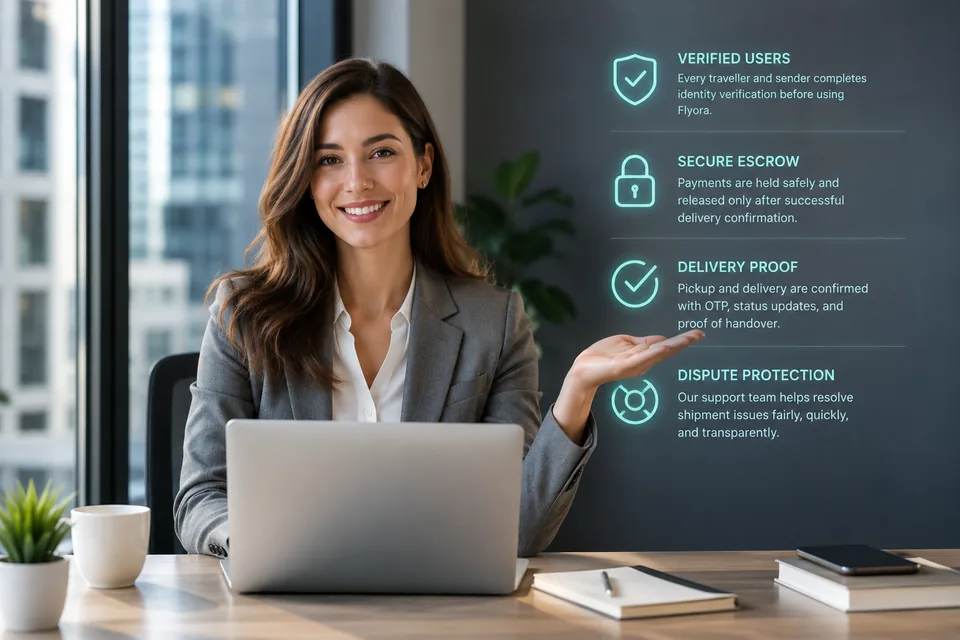 VERIFIED USERS
Every traveller and sender completes
identity verification before using
Flyora.
SECURE ESCROW
Payments are held safely and
released only after successful
delivery confirmation.
DELIVERY PROOF
Pickup and delivery are confirmed
with OTP, status updates, and
proof of handover.
DISPUTE PROTECTION
Our support team helps resolve
shipment issues fairly, quickly,
and transparently.